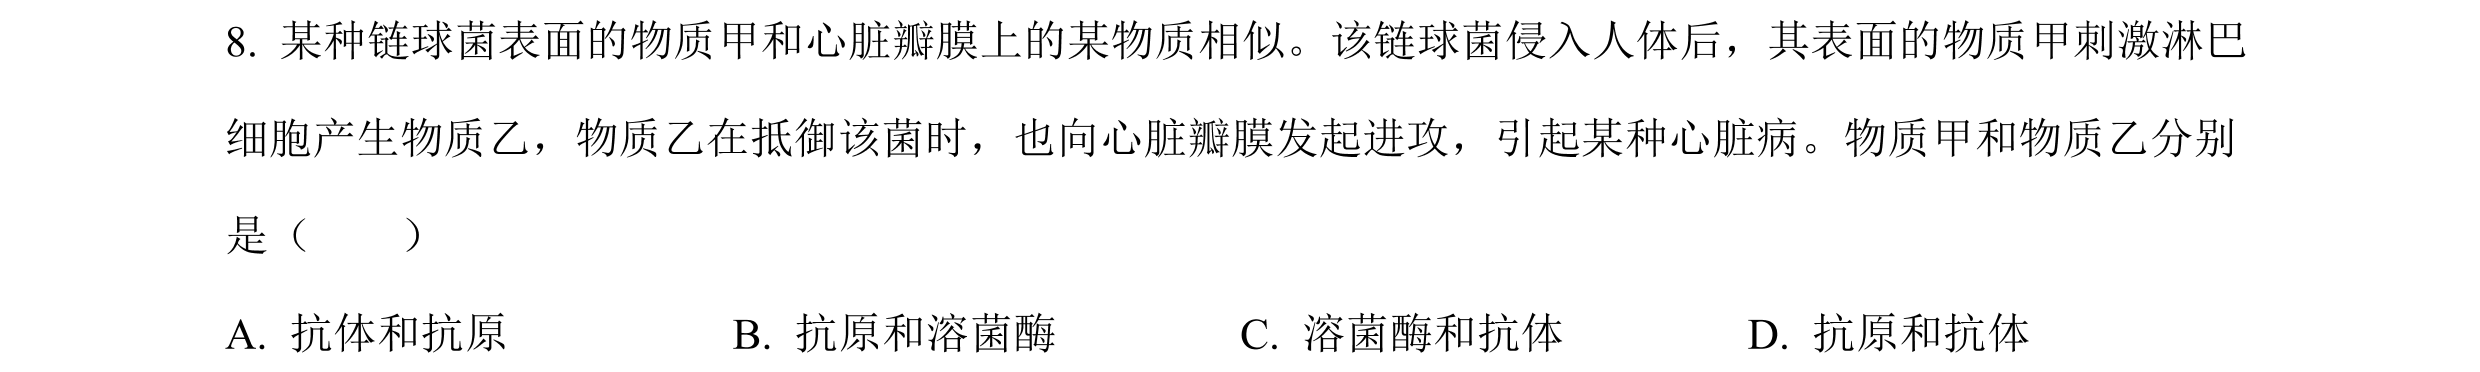 8. 某种链球菌表面的物质甲和心脏瓣膜上的某物质相似。该链球菌侵入人体后，其表面的物质甲刺激淋巴
细胞产生物质乙，物质乙在抵御该菌时，也向心脏瓣膜发起进攻，引起某种心脏病。物质甲和物质乙分别
是（　　）
A. 抗体和抗原　　B. 抗原和溶菌酶　　C. 溶菌酶和抗体　　D. 抗原和抗体